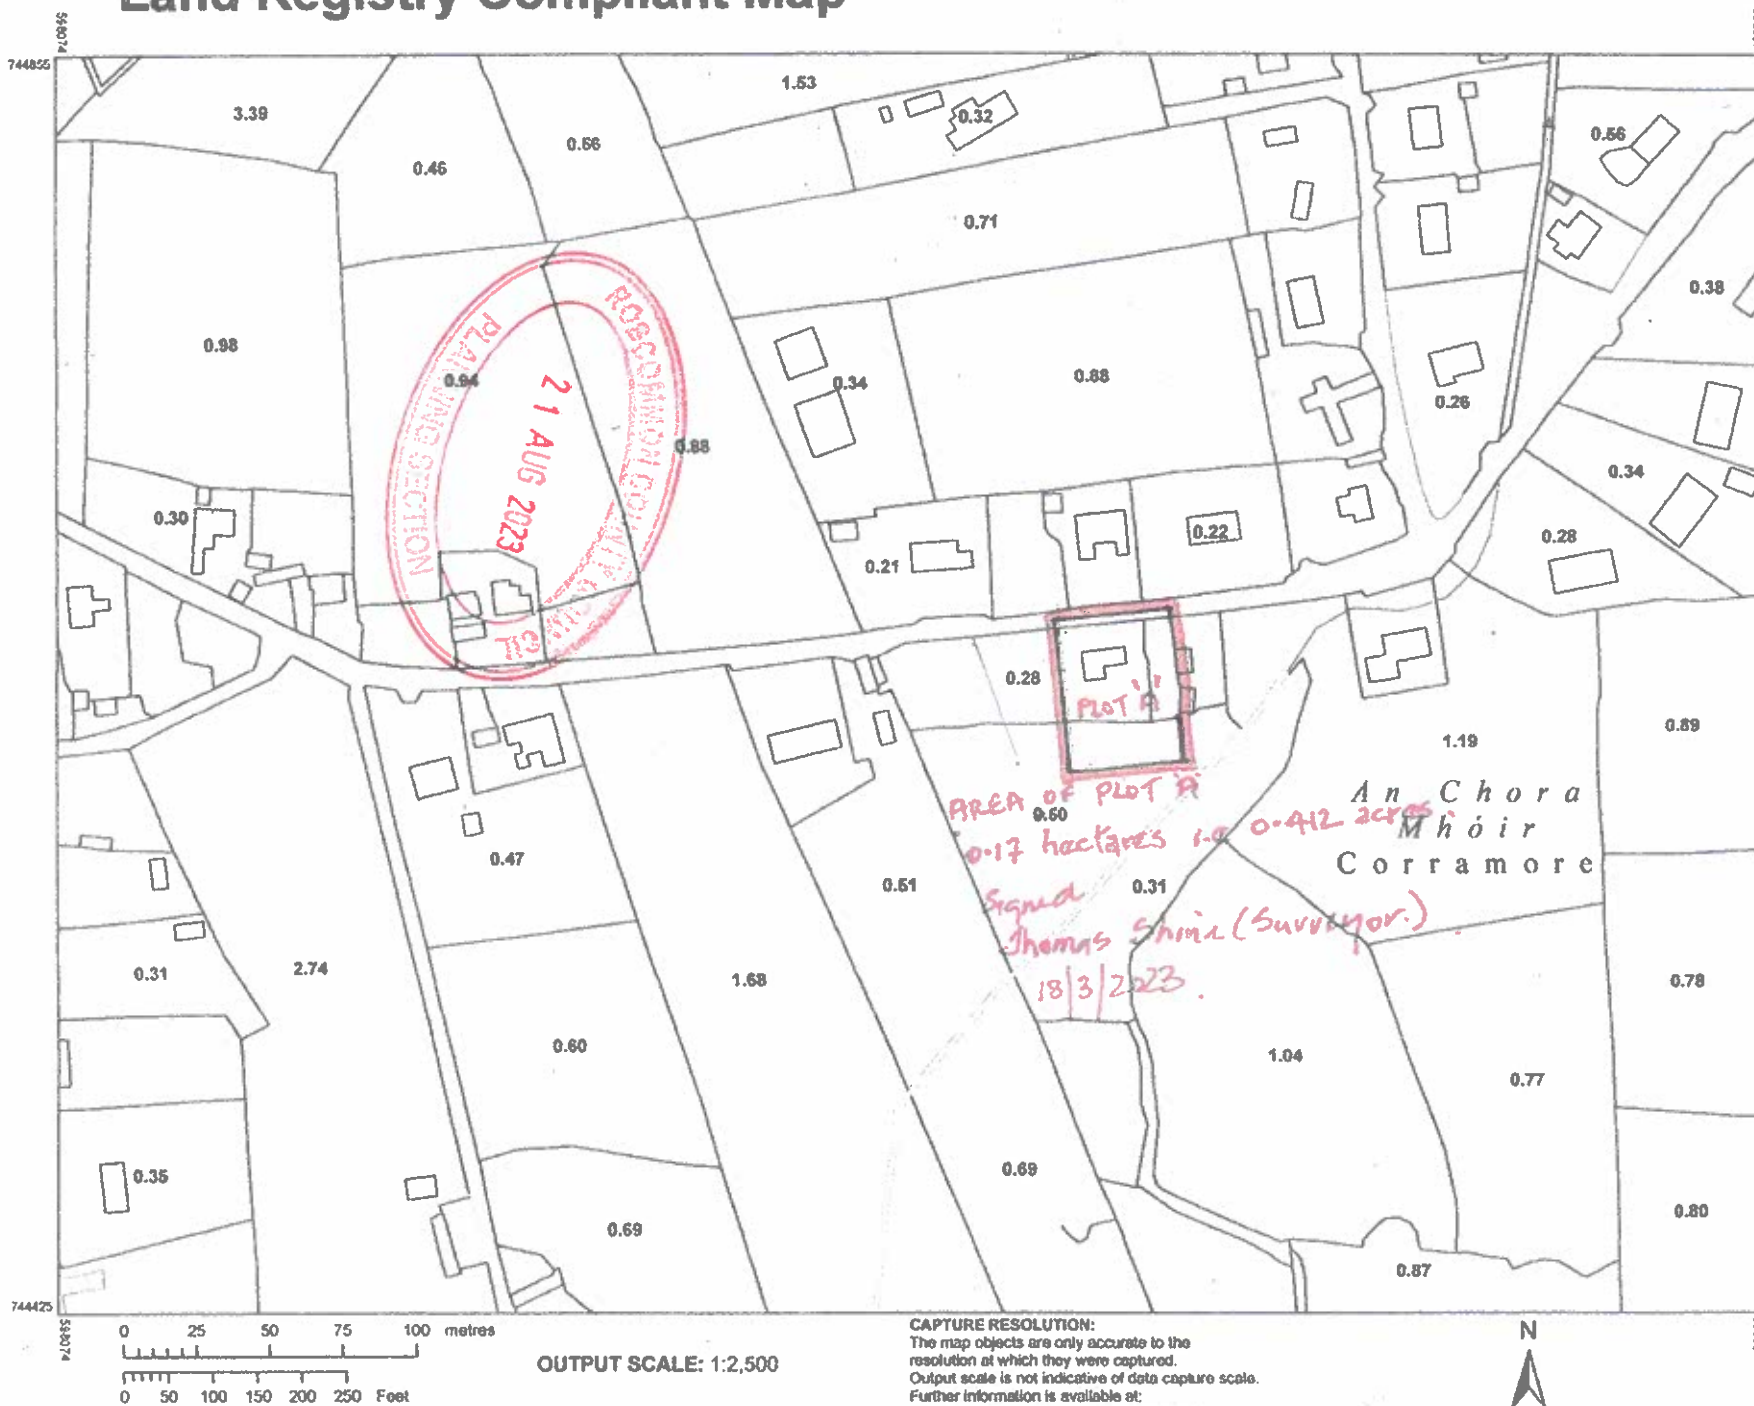 Land Registry Compliant Map
598074
744855
3.39
0.46
0.56
1.53
0.32
0.56
0.71
0.38
0.98
0.94
0.88
0.34
0.88
0.26
0.34
ROSCOMMON COUNTY COUNCIL
PLANNING SECTION
21 AUG 2023
0.30
0.21
0.22
0.28
0.28
PLOT 'A'
1.19
0.89
AREA OF PLOT 'A'
9.50
0.17 hectares i.e 0.412 acres.
An Chora
Mhóir
Corramore
0.47
0.51
0.31
Signed
Thomas Shine (Surveyor.)
18/3/2023.
0.31
2.74
1.68
0.78
0.60
1.04
0.77
0.35
0.69
0.69
0.80
0.87
744425
598074
0 25 50 75 100 metres
0 50 100 150 200 250 Feet
OUTPUT SCALE: 1:2,500
CAPTURE RESOLUTION:
The map objects are only accurate to the
resolution at which they were captured.
Output scale is not indicative of data capture scale.
Further information is available at:
N